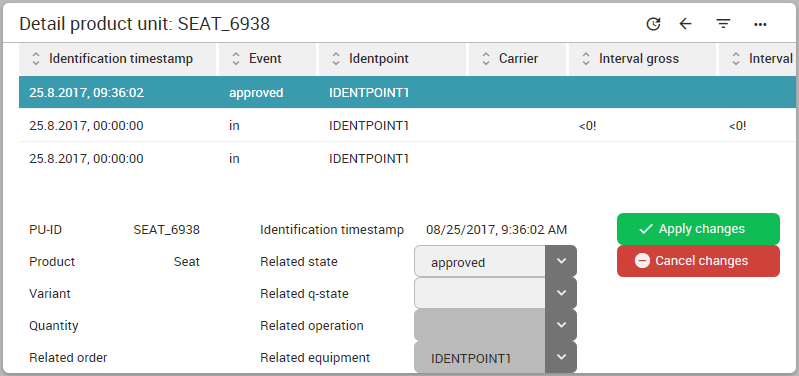 Detail product unit: SEAT_6938
Identification timestamp Event Identpoint Carrier Interval gross Interval
25.8.2017, 09:36:02 approved IDENTPOINT1
25.8.2017, 00:00:00 in IDENTPOINT1 <0! <0!
25.8.2017, 00:00:00 in IDENTPOINT1
PU-ID SEAT_6938 Identification timestamp 08/25/2017, 9:36:02 AM Apply changes
Product Seat Related state approved Cancel changes
Variant Related q-state
Quantity Related operation
Related order Related equipment IDENTPOINT1